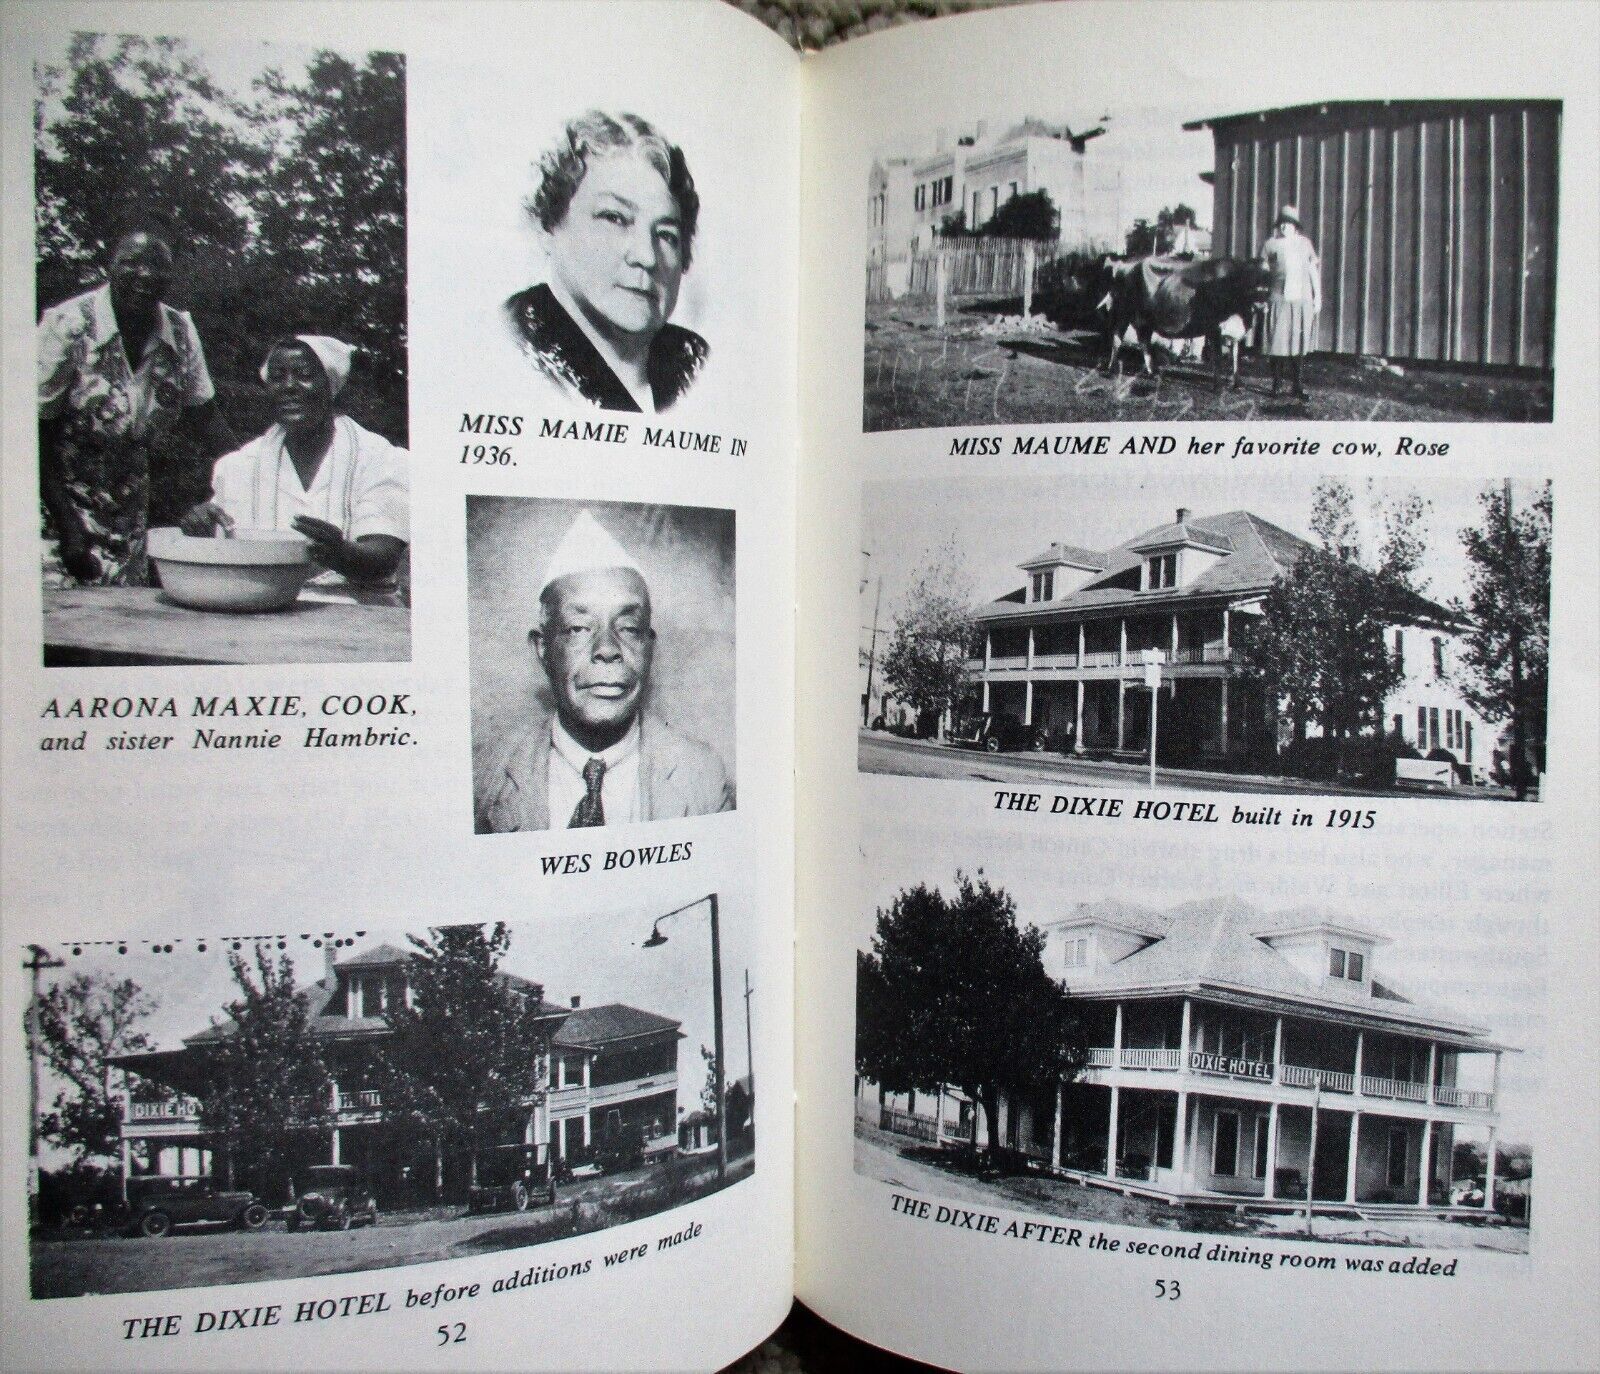 AARONA MAXIE, COOK,
and sister Nannie Hambric.
MISS MAMIE MAUME IN
1936.
WES BOWLES
DIXIE HO
THE DIXIE HOTEL before additions were made
52
MISS MAUME AND her favorite cow, Rose
THE DIXIE HOTEL built in 1915
DIXIE HOTEL
THE DIXIE AFTER the second dining room was added
53